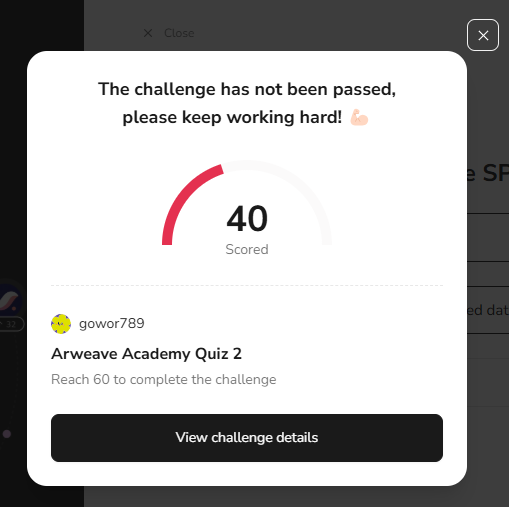 Close
The challenge has not been passed,
please keep working hard! 💪🏻
e SP
40
Scored
ed dat
32
gowor789
Arweave Academy Quiz 2
Reach 60 to complete the challenge
View challenge details